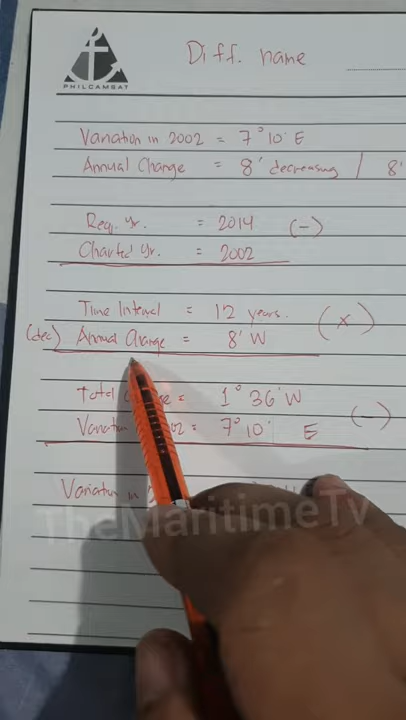 PHILCAMSAT
Diff. name
Variation in 2002 = 7° 10' E
Annual Change = 8' decreasing / 8'
Req. Yr. = 2014 (-)
Charted Yr. = 2002
Time Interval = 12 years. (x)
(dec) Annual Change = 8' W
Total = 1° 36' W
= 7° 10' E (-)
Variation in
TheMaritimeTv